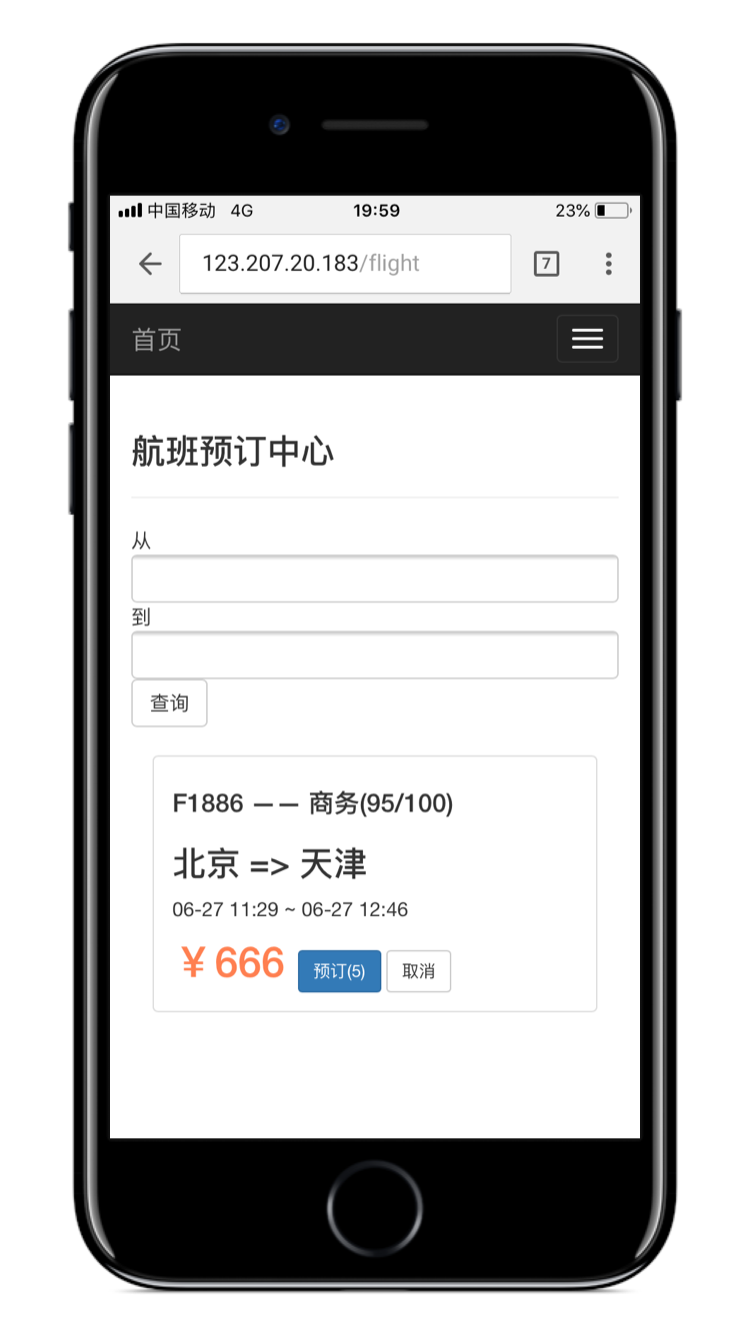 中国移动 4G 19:59 23%
123.207.20.183/flight 7
首页
航班预订中心
从
到
查询
F1886 —— 商务(95/100)
北京 => 天津
06-27 11:29 ~ 06-27 12:46
¥ 666 预订(5) 取消